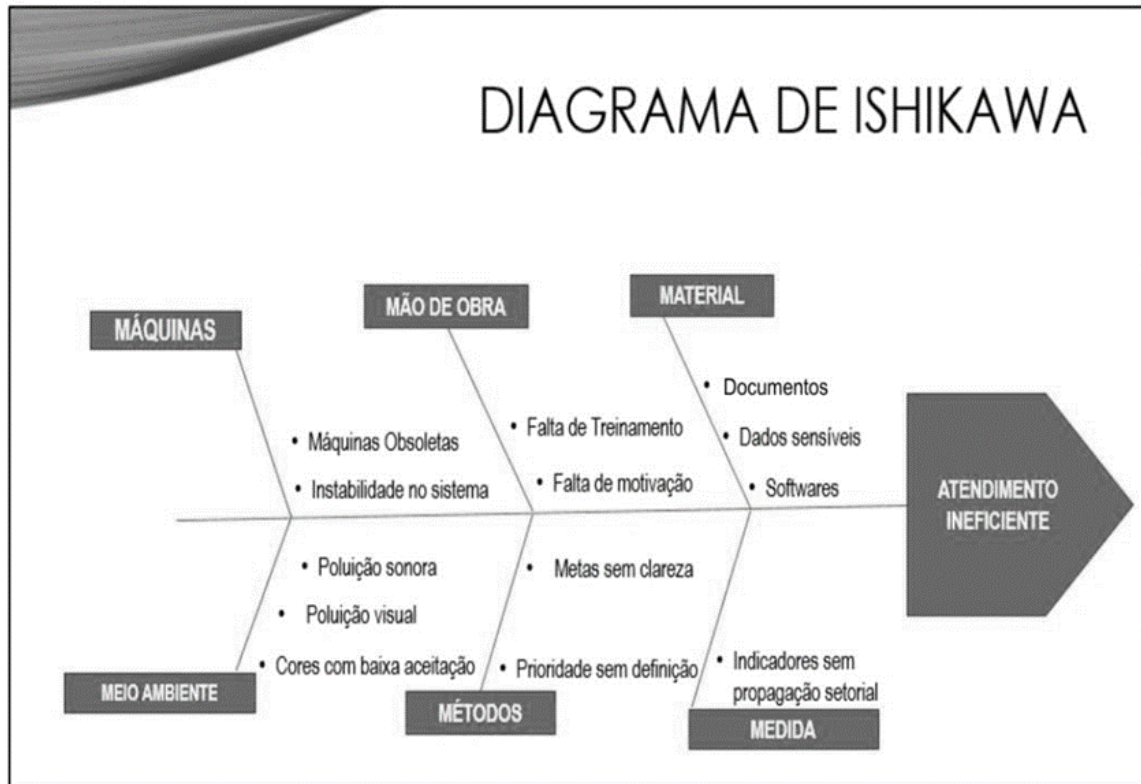 DIAGRAMA DE ISHIKAWA
MÁQUINAS
• Máquinas Obsoletas
• Instabilidade no sistema
MÃO DE OBRA
• Falta de Treinamento
• Falta de motivação
MATERIAL
• Documentos
• Dados sensíveis
• Softwares
ATENDIMENTO
INEFICIENTE
• Poluição sonora
• Poluição visual
• Cores com baixa aceitação
MEIO AMBIENTE
• Metas sem clareza
• Prioridade sem definição
MÉTODOS
• Indicadores sem
propagação setorial
MEDIDA